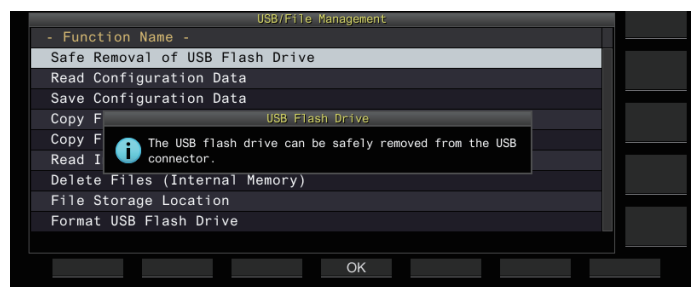 USB/File Management
- Function Name -
Safe Removal of USB Flash Drive
Read Configuration Data
Save Configuration Data
Copy F
USB Flash Drive
Copy F
The USB flash drive can be safely removed from the USB
connector.
Read I
Delete Files (Internal Memory)
File Storage Location
Format USB Flash Drive
OK